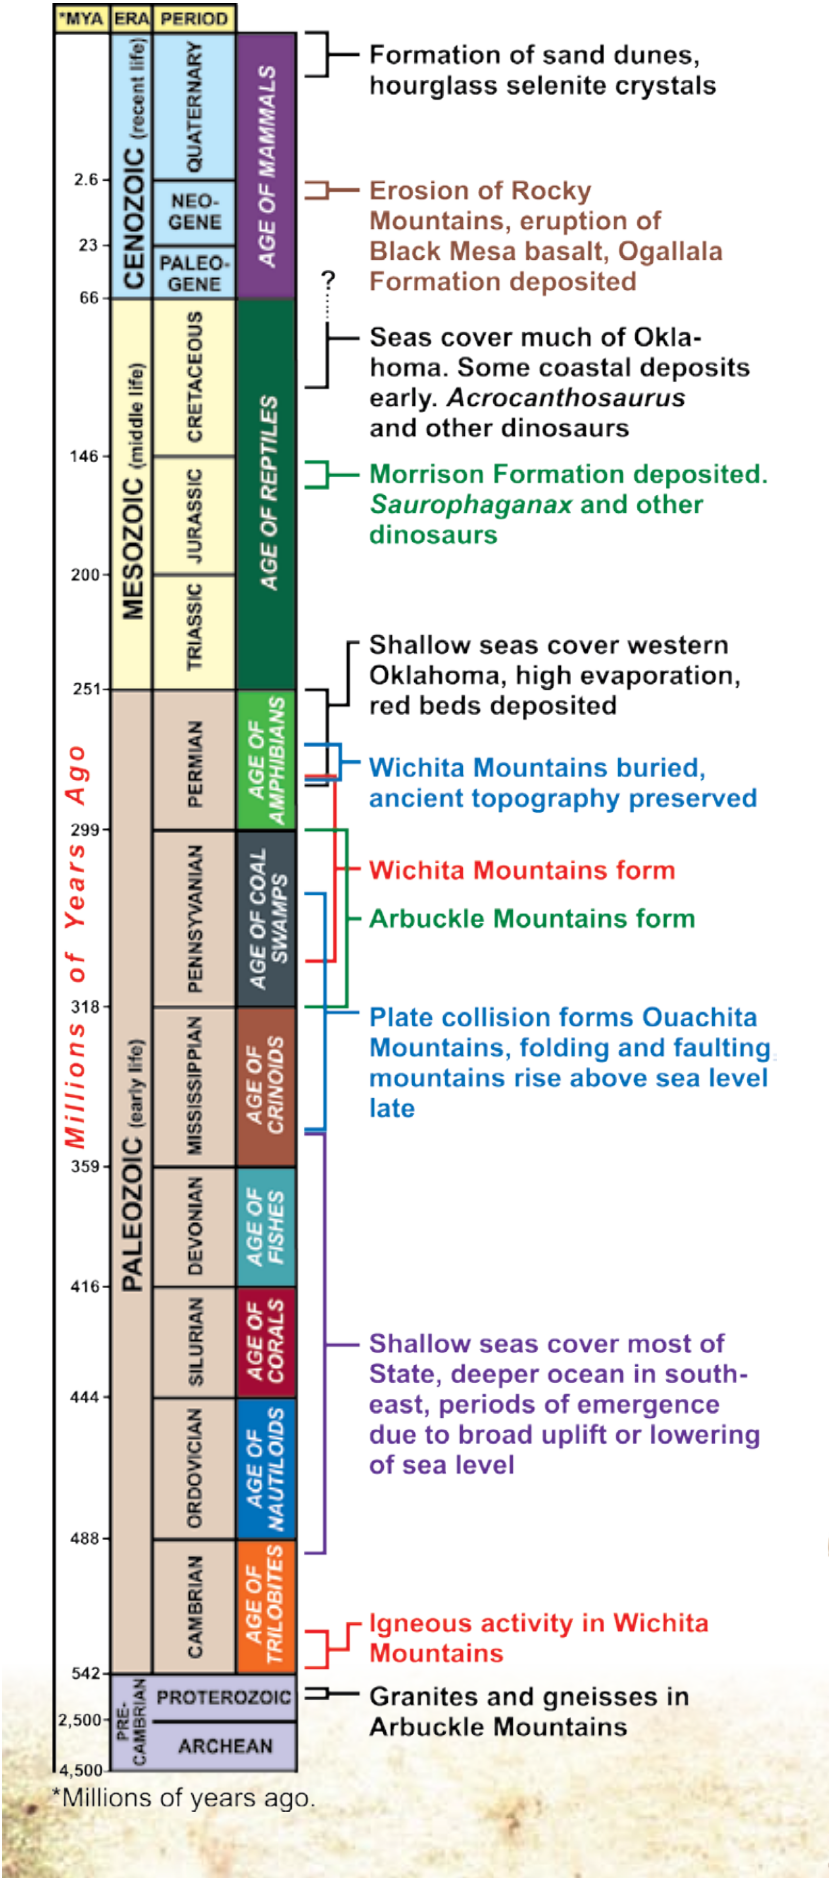 *MYA ERA PERIOD
CENOZOIC (recent life)
QUATERNARY
AGE OF MAMMALS
Formation of sand dunes,
hourglass selenite crystals
2.6
NEO-
GENE
Erosion of Rocky
Mountains, eruption of
Black Mesa basalt, Ogallala
Formation deposited
23
PALEO-
GENE
66
?
MESOZOIC (middle life)
CRETACEOUS
AGE OF REPTILES
Seas cover much of Okla-
homa. Some coastal deposits
early. Acrocanthosaurus
and other dinosaurs
146
JURASSIC
Morrison Formation deposited.
Saurophaganax and other
dinosaurs
200
TRIASSIC
Shallow seas cover western
Oklahoma, high evaporation,
red beds deposited
251
Millions of Years Ago
PALEOZOIC (early life)
PERMIAN
AGE OF
AMPHIBIANS
Wichita Mountains buried,
ancient topography preserved
299
PENNSYVANIAN
AGE OF COAL
SWAMPS
Wichita Mountains form
Arbuckle Mountains form
318
MISSISSIPPIAN
AGE OF
CRINOIDS
Plate collision forms Ouachita
Mountains, folding and faulting
mountains rise above sea level
late
359
DEVONIAN
AGE OF
FISHES
416
SILURIAN
AGE OF
CORALS
Shallow seas cover most of
State, deeper ocean in south-
east, periods of emergence
due to broad uplift or lowering
of sea level
444
ORDOVICIAN
AGE OF
NAUTILOIDS
488
CAMBRIAN
AGE OF
TRILOBITES
Igneous activity in Wichita
Mountains
542
PRE-
CAMBRIAN
PROTEROZOIC
Granites and gneisses in
Arbuckle Mountains
2,500
ARCHEAN
4,500
*Millions of years ago.